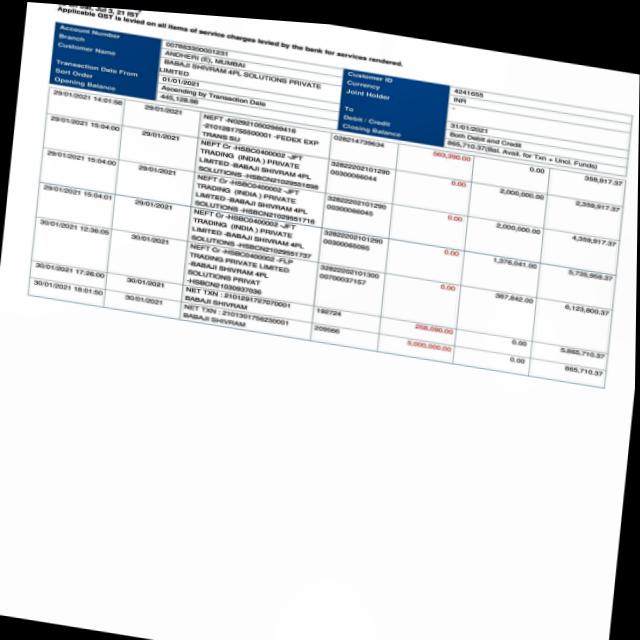 Sat, Jul 3, 21 IST
Applicable GST is levied on all items of service charges levied by the bank for services rendered.
Account Number 007863300001231 Customer ID 4241655
Branch ANDHERI (E), MUMBAI Currency INR
Customer Name BABAJI SHIVRAM 4PL SOLUTIONS PRIVATE LIMITED Joint Holder -
Transaction Date From 01/01/2021 To 31/01/2021
Sort Order Ascending by Transaction Date Debit / Credit Both Debit and Credit
Opening Balance 445,128.98 Closing Balance 865,710.37(Bal. Avail. for Txn + Uncl. Funds)
29/01/2021 14:01:56 29/01/2021 NEFT -N029210502969416 028214739634 563,390.00 0.00 359,917.37
-0101281756500001 -FEDEX EXP
TRANS SU
29/01/2021 15:04:00 29/01/2021 NEFT Cr -HSBC0400002 -JFT 32822202101290 0.00 2,000,000.00 2,359,917.37
TRADING (INDIA ) PRIVATE 00300066044
LIMITED -BABAJI SHIVRAM 4PL
SOLUTIONS -HSBCN21029551698
29/01/2021 15:04:00 29/01/2021 NEFT Cr -HSBC0400002 -JFT 32822202101290 0.00 2,000,000.00 4,359,917.37
TRADING (INDIA ) PRIVATE 00300066045
LIMITED -BABAJI SHIVRAM 4PL
SOLUTIONS -HSBCN21029551716
29/01/2021 15:04:01 29/01/2021 NEFT Cr -HSBC0400002 -JFT 32822202101290 0.00 1,376,041.00 5,735,958.37
TRADING (INDIA ) PRIVATE 00300065095
LIMITED -BABAJI SHIVRAM 4PL
SOLUTIONS -HSBCN21029551737
30/01/2021 12:36:05 30/01/2021 NEFT Cr -HSBC0400002 -FLP 32822202101300 0.00 387,842.00 6,123,800.37
TRADING PRIVATE LIMITED 00700037157
-BABAJI SHIVRAM 4PL
SOLUTIONS PRIVAT
-HSBCN21030937036
30/01/2021 17:26:00 30/01/2021 NET TXN : 2101291727070001 192724 258,090.00 0.00 5,865,710.37
BABAJI SHIVRAM
30/01/2021 18:01:50 30/01/2021 NET TXN : 2101301756230001 209566 5,000,000.00 0.00 865,710.37
BABAJI SHIVRAM